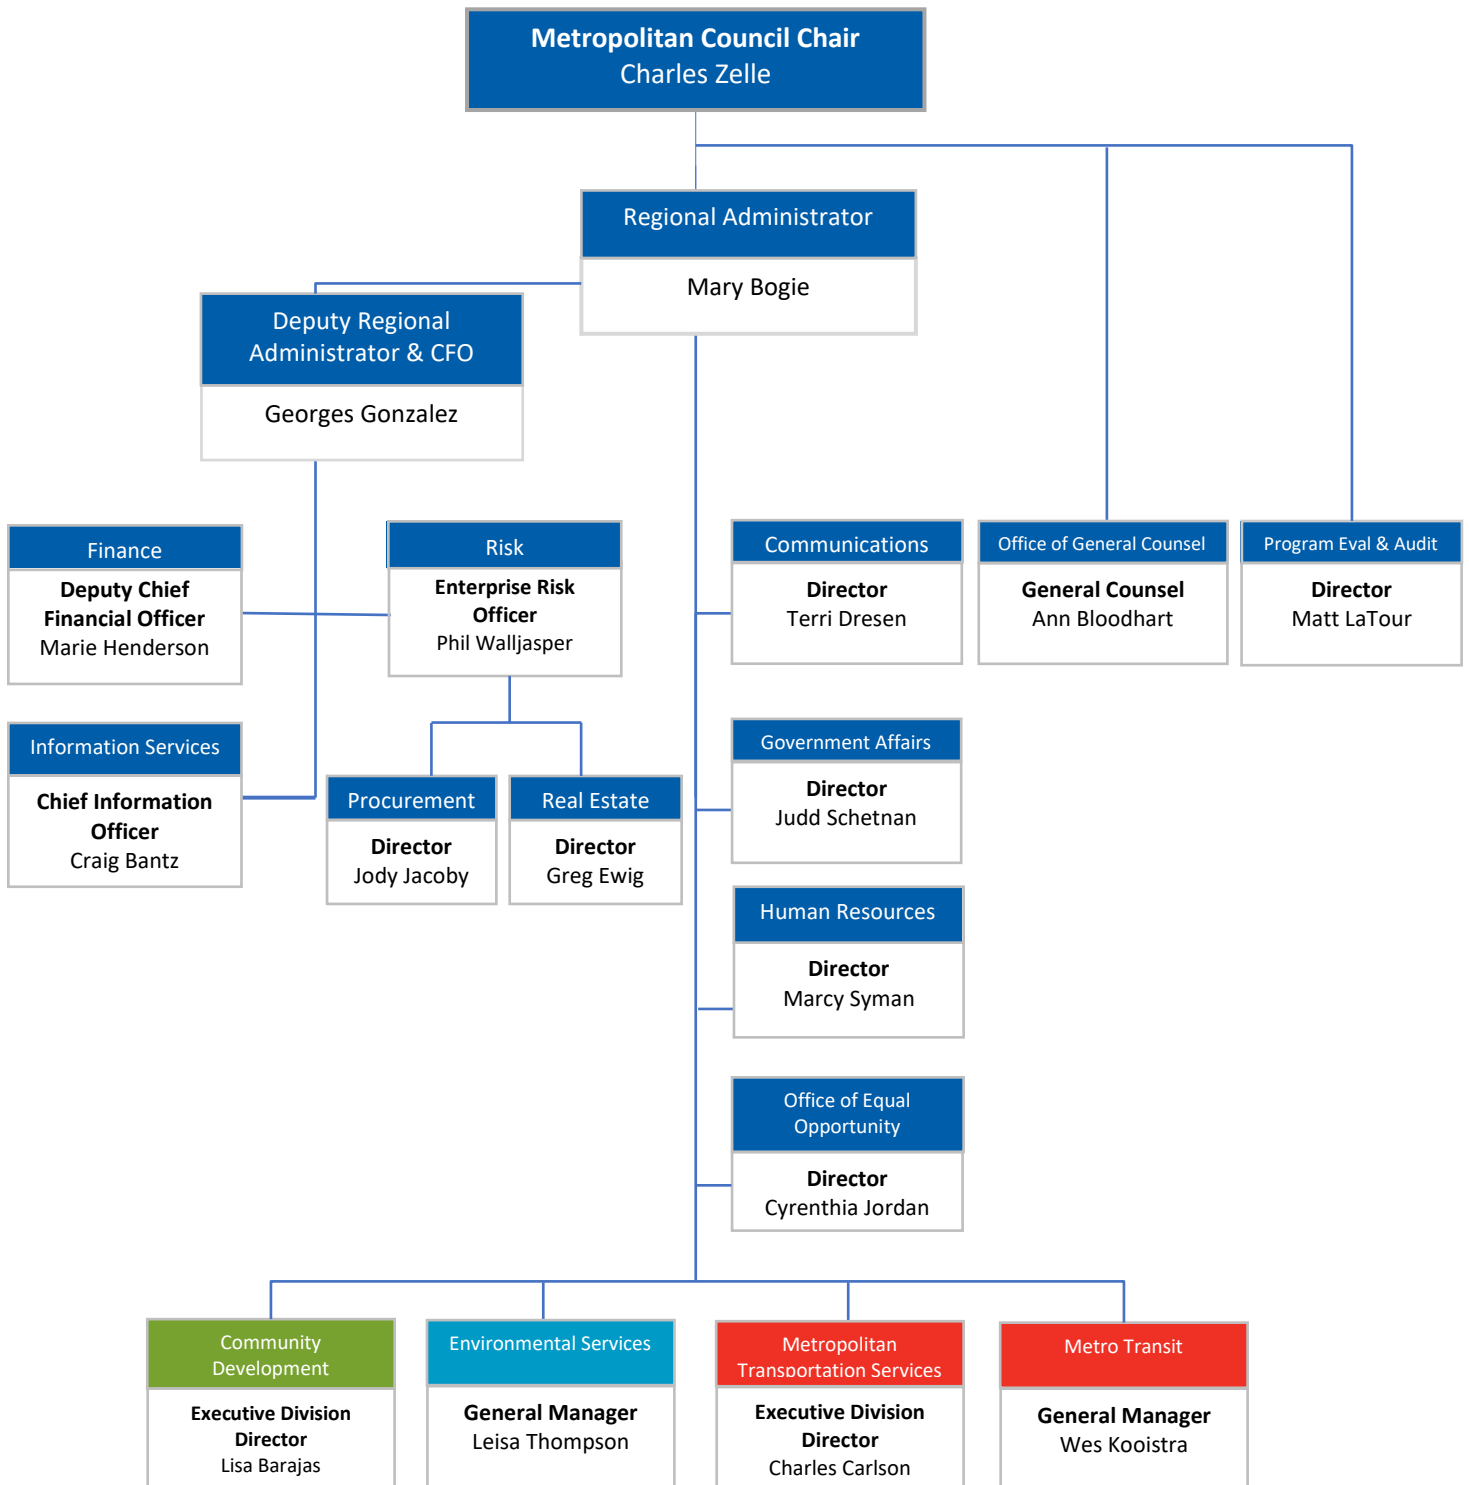 Metropolitan Council Chair
Charles Zelle
Regional Administrator
Mary Bogie
Deputy Regional
Administrator & CFO
Georges Gonzalez
Finance
Deputy Chief
Financial Officer
Marie Henderson
Risk
Enterprise Risk
Officer
Phil Walljasper
Communications
Director
Terri Dresen
Office of General Counsel
General Counsel
Ann Bloodhart
Program Eval & Audit
Director
Matt LaTour
Information Services
Chief Information
Officer
Craig Bantz
Procurement
Director
Jody Jacoby
Real Estate
Director
Greg Ewig
Government Affairs
Director
Judd Schetnan
Human Resources
Director
Marcy Syman
Office of Equal
Opportunity
Director
Cyrenthia Jordan
Community
Development
Executive Division
Director
Lisa Barajas
Environmental Services
General Manager
Leisa Thompson
Metropolitan
Transportation Services
Executive Division
Director
Charles Carlson
Metro Transit
General Manager
Wes Kooistra